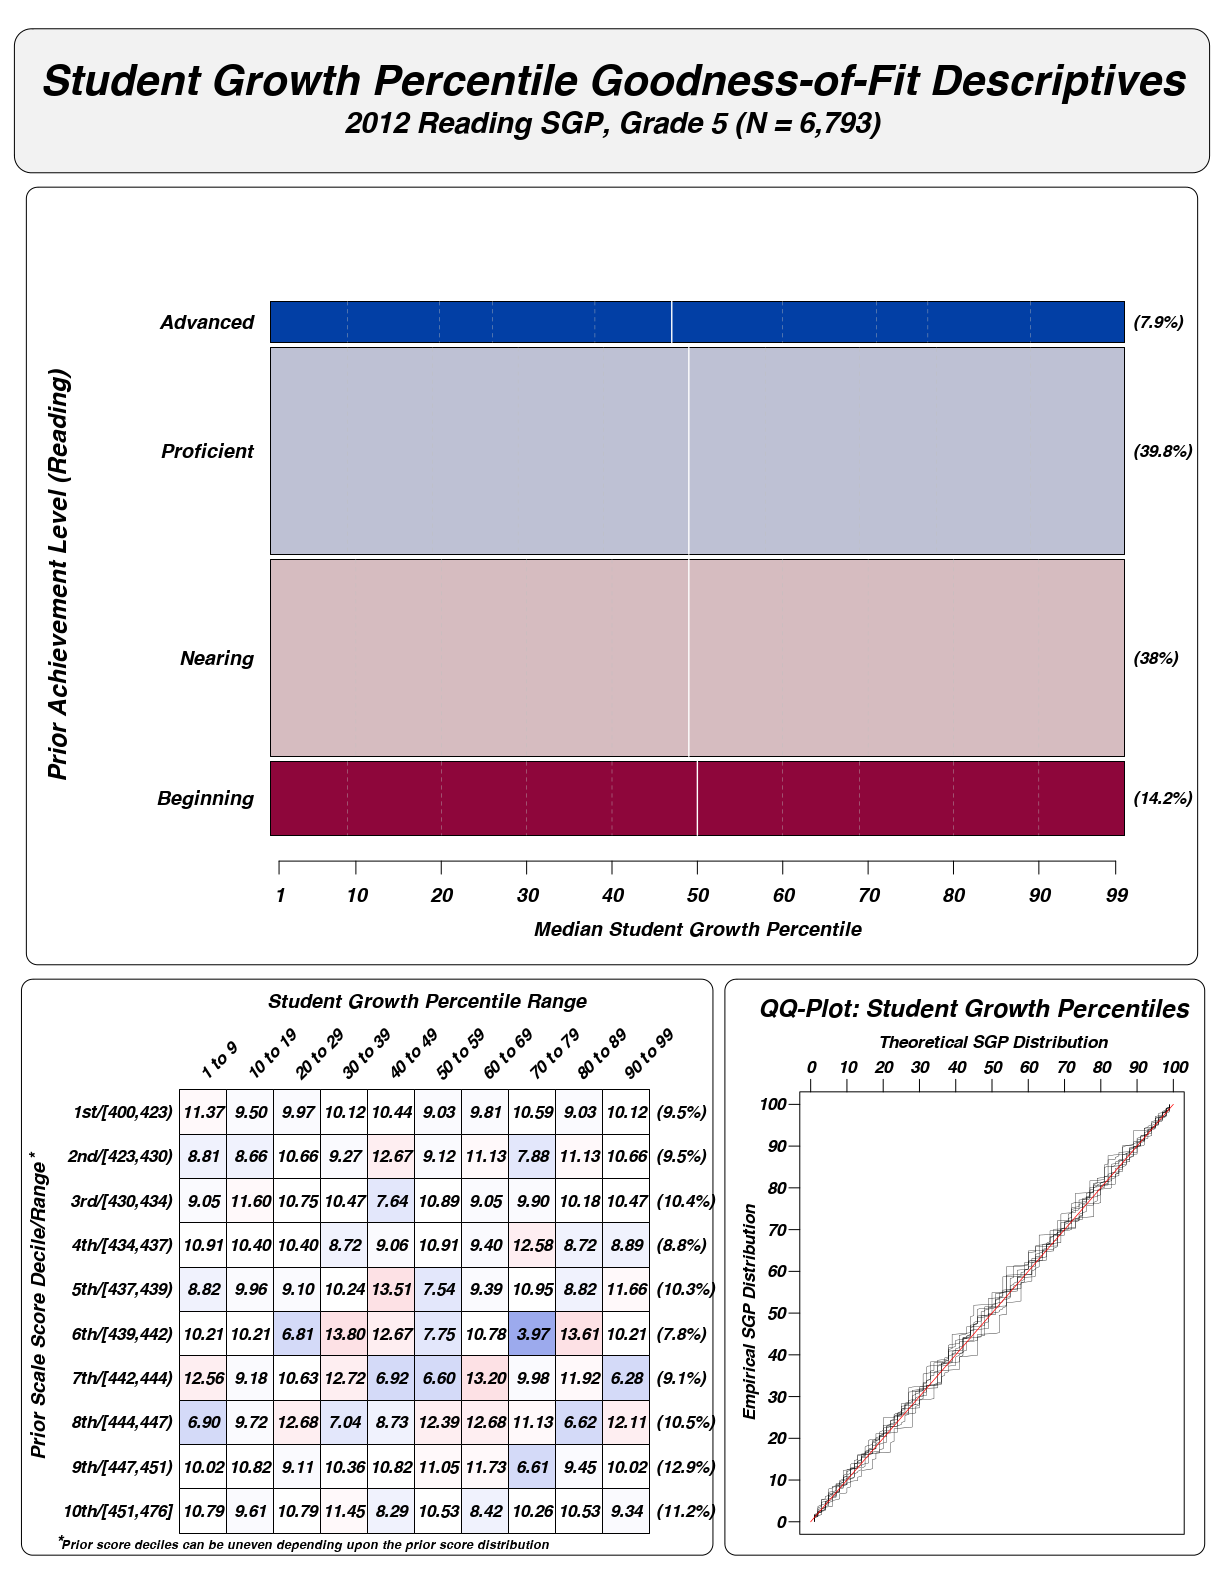 Student Growth Percentile Goodness-of-Fit Descriptives
2012 Reading SGP, Grade 5 (N = 6,793)
Prior Achievement Level (Reading)
Advanced (7.9%)
Proficient (39.8%)
Nearing (38%)
Beginning (14.2%)
1 10 20 30 40 50 60 70 80 90 99
Median Student Growth Percentile
Student Growth Percentile Range
1 to 9 10 to 19 20 to 29 30 to 39 40 to 49 50 to 59 60 to 69 70 to 79 80 to 89 90 to 99
Prior Scale Score Decile/Range*
1st/[400,423) 11.37 9.50 9.97 10.12 10.44 9.03 9.81 10.59 9.03 10.12 (9.5%)
2nd/[423,430) 8.81 8.66 10.66 9.27 12.67 9.12 11.13 7.88 11.13 10.66 (9.5%)
3rd/[430,434) 9.05 11.60 10.75 10.47 7.64 10.89 9.05 9.90 10.18 10.47 (10.4%)
4th/[434,437) 10.91 10.40 10.40 8.72 9.06 10.91 9.40 12.58 8.72 8.89 (8.8%)
5th/[437,439) 8.82 9.96 9.10 10.24 13.51 7.54 9.39 10.95 8.82 11.66 (10.3%)
6th/[439,442) 10.21 10.21 6.81 13.80 12.67 7.75 10.78 3.97 13.61 10.21 (7.8%)
7th/[442,444) 12.56 9.18 10.63 12.72 6.92 6.60 13.20 9.98 11.92 6.28 (9.1%)
8th/[444,447) 6.90 9.72 12.68 7.04 8.73 12.39 12.68 11.13 6.62 12.11 (10.5%)
9th/[447,451) 10.02 10.82 9.11 10.36 10.82 11.05 11.73 6.61 9.45 10.02 (12.9%)
10th/[451,476] 10.79 9.61 10.79 11.45 8.29 10.53 8.42 10.26 10.53 9.34 (11.2%)
*Prior score deciles can be uneven depending upon the prior score distribution
QQ-Plot: Student Growth Percentiles
Theoretical SGP Distribution
0 10 20 30 40 50 60 70 80 90 100
Empirical SGP Distribution
100
90
80
70
60
50
40
30
20
10
0